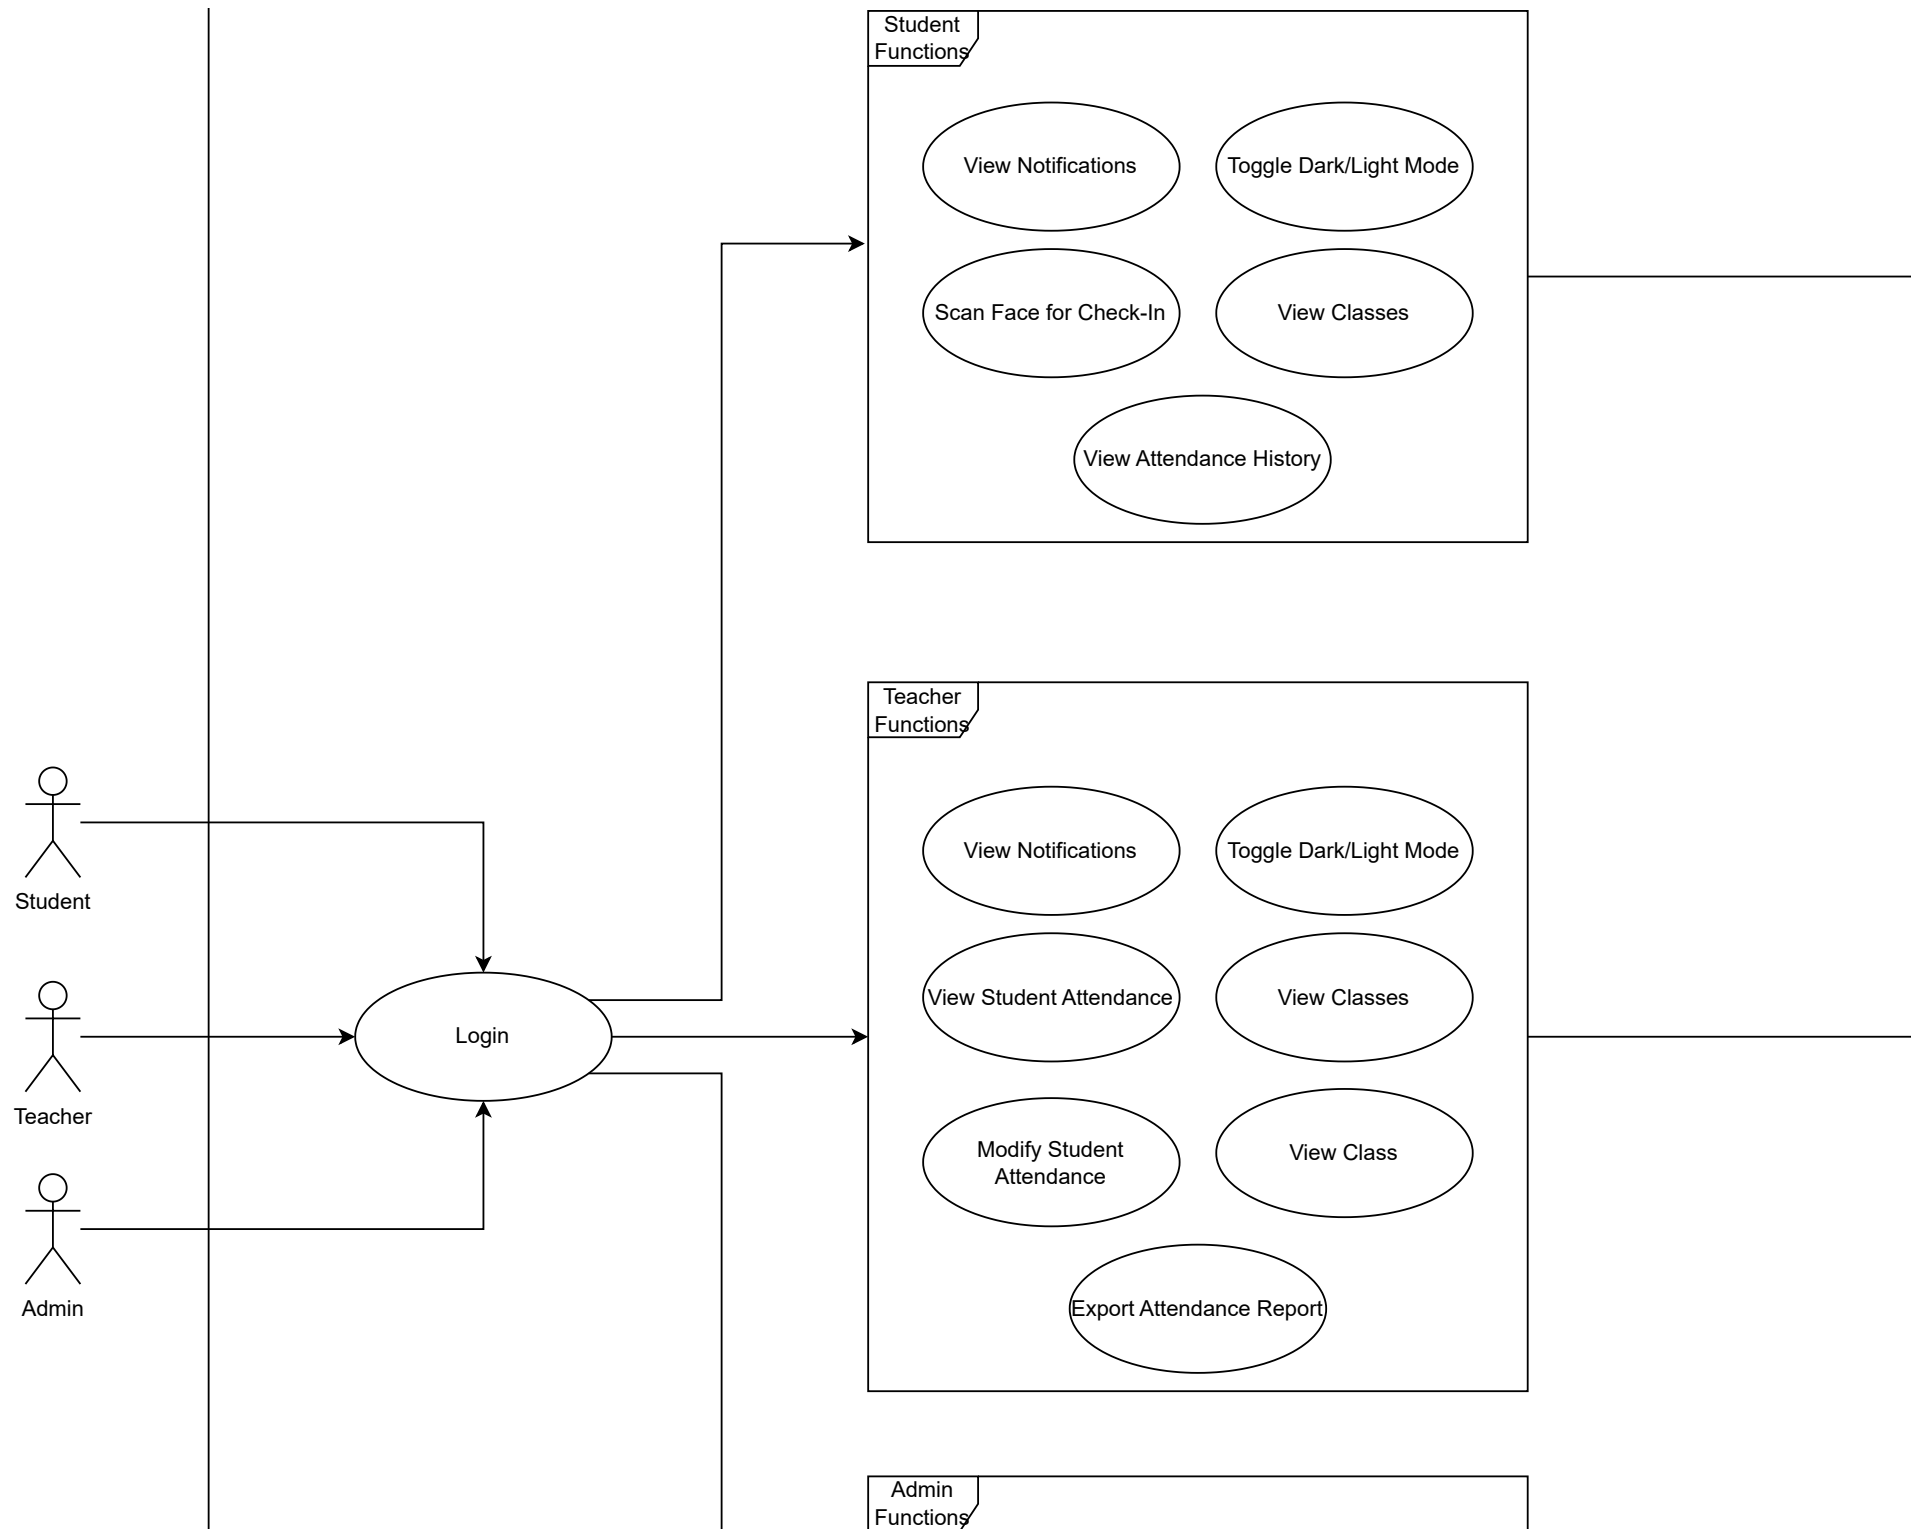 Student
Functions
View Notifications
Toggle Dark/Light Mode
Scan Face for Check-In
View Classes
View Attendance History
Teacher
Functions
View Notifications
Toggle Dark/Light Mode
View Student Attendance
View Classes
Modify Student
Attendance
View Class
Export Attendance Report
Student
Teacher
Admin
Login
Admin
Functions